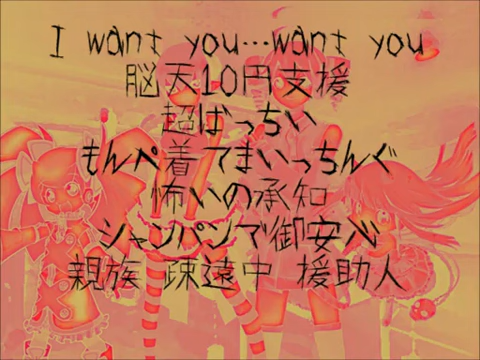 I want you…want you
脳天10円支援
超ばっちい
もんぺ着てまいっちんぐ
怖いの承知
シャンパンで御安心
親族 疎遠中 援助人